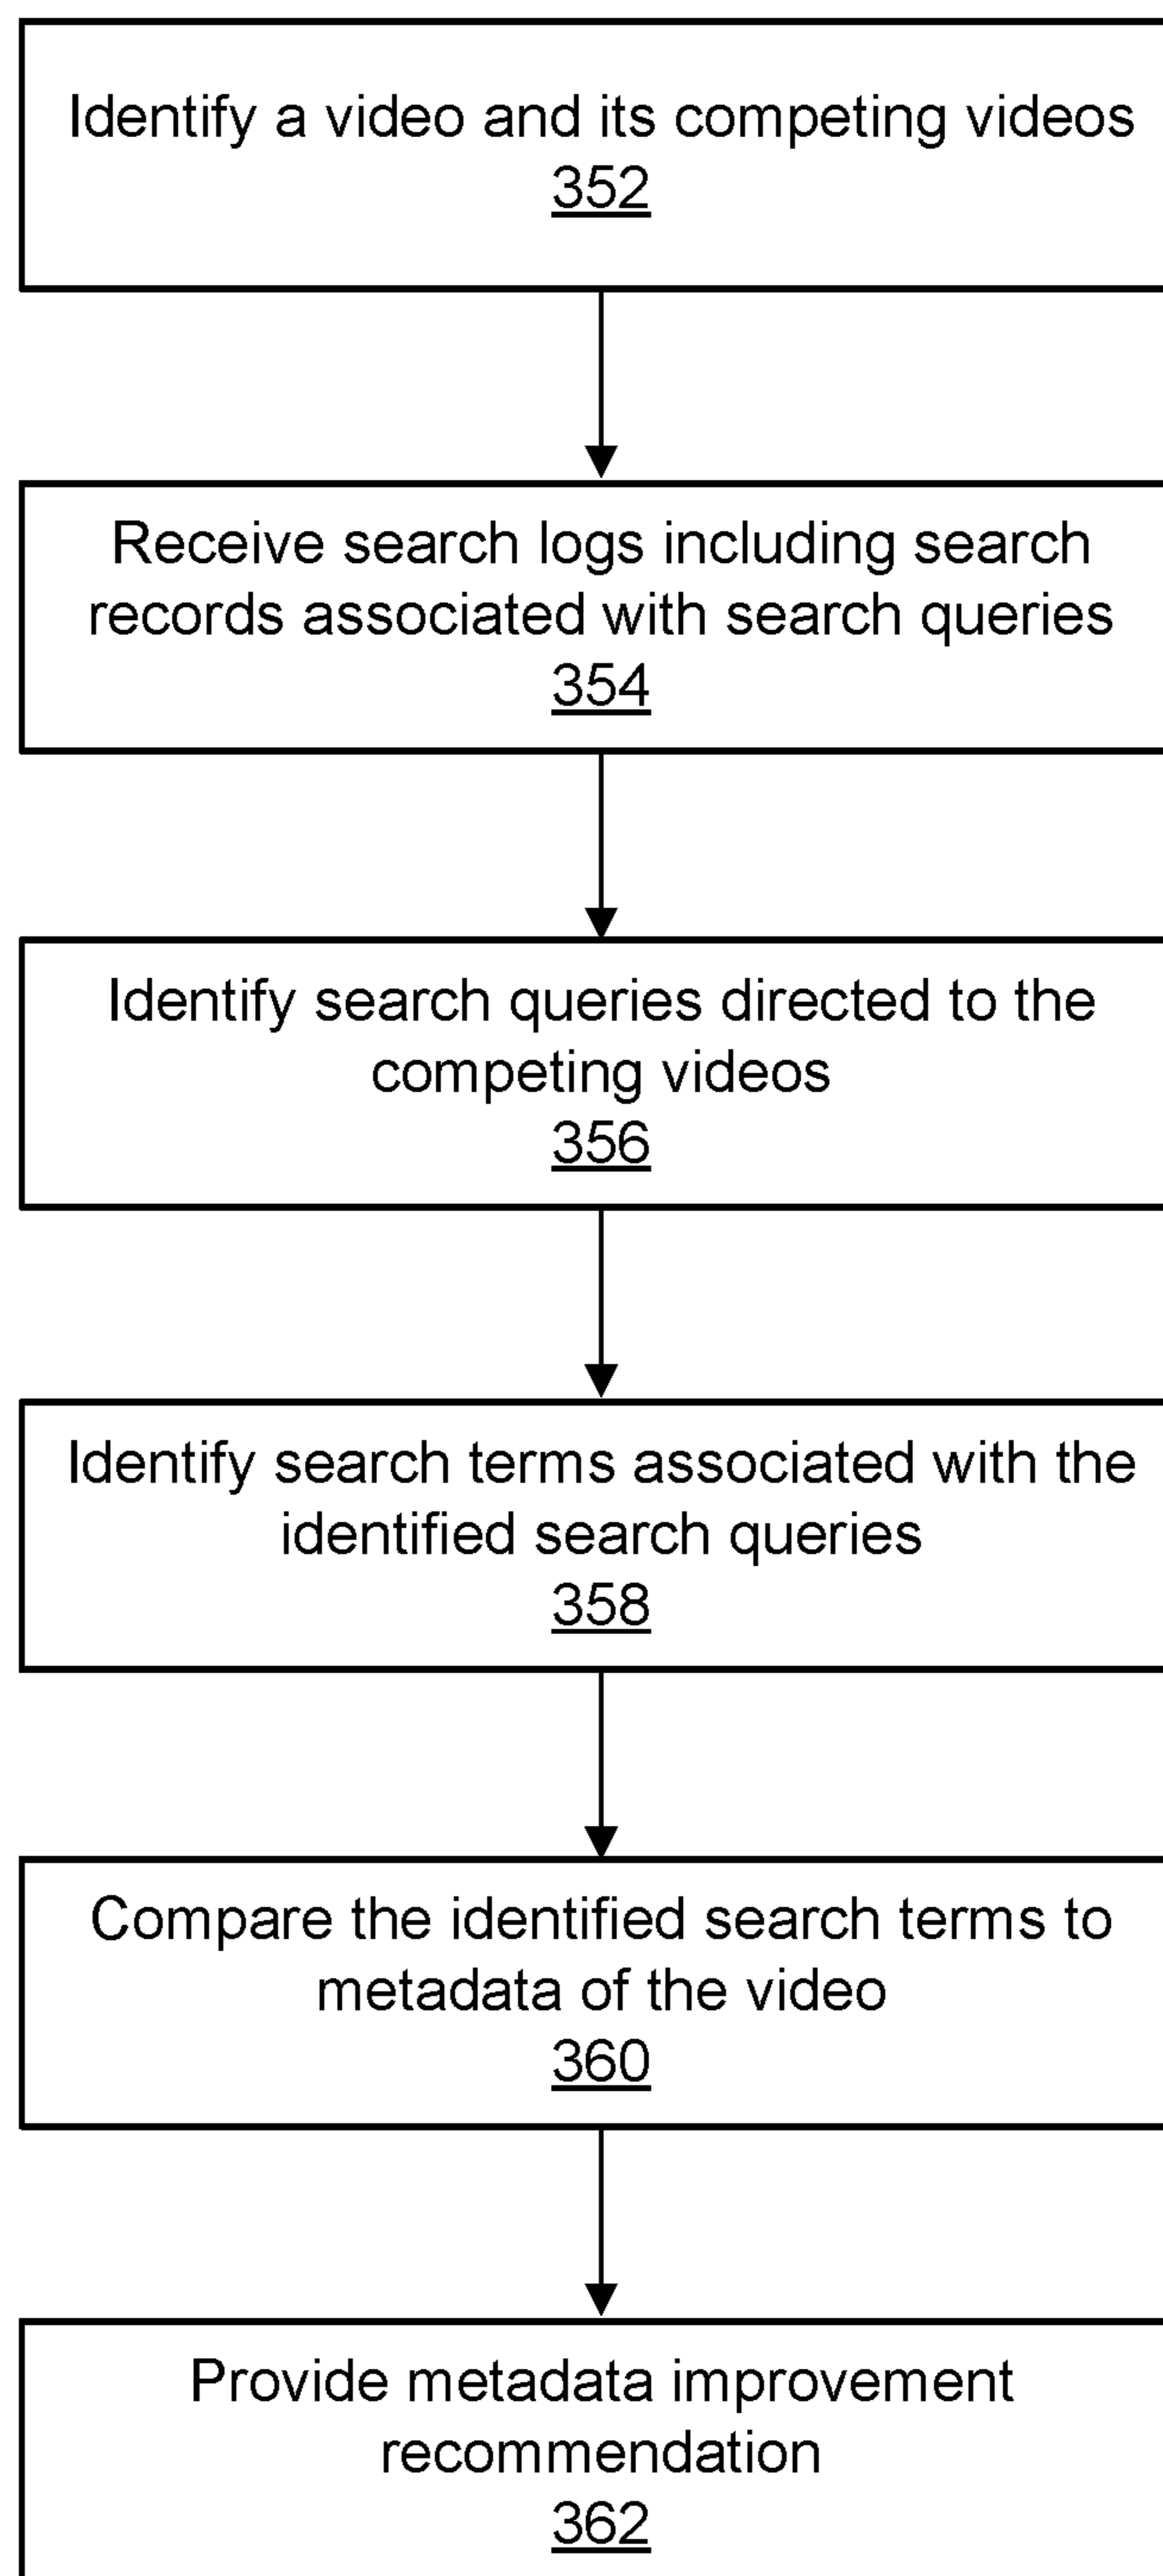 Identify a video and its competing videos
352
Receive search logs including search
records associated with search queries
354
Identify search queries directed to the
competing videos
356
Identify search terms associated with the
identified search queries
358
Compare the identified search terms to
metadata of the video
360
Provide metadata improvement
recommendation
362